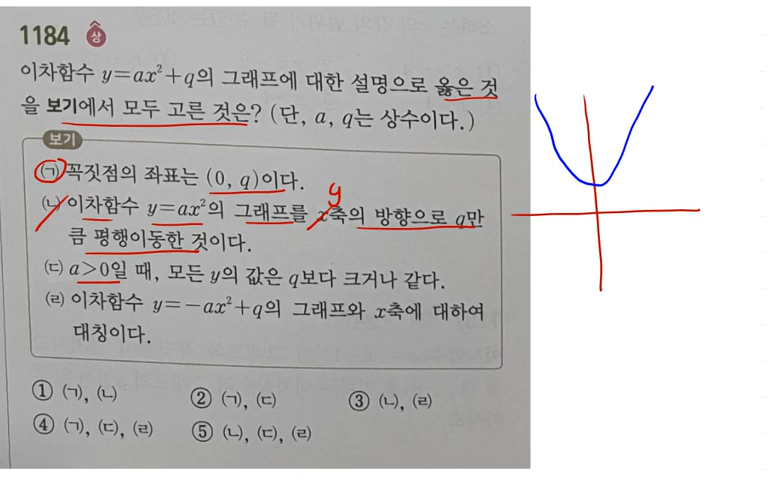 1184 상
이차함수 y=ax²+q의 그래프에 대한 설명으로 옳은 것
을 보기에서 모두 고른 것은? (단, a, q는 상수이다.)
보기
(ㄱ) 꼭짓점의 좌표는 (0, q)이다.
y
(ㄴ) 이차함수 y=ax²의 그래프를 x축의 방향으로 q만
큼 평행이동한 것이다.
(ㄷ) a>0일 때, 모든 y의 값은 q보다 크거나 같다.
(ㄹ) 이차함수 y=-ax²+q의 그래프와 x축에 대하여
대칭이다.
① (ㄱ), (ㄴ) ② (ㄱ), (ㄷ) ③ (ㄴ), (ㄹ)
④ (ㄱ), (ㄷ), (ㄹ) ⑤ (ㄴ), (ㄷ), (ㄹ)